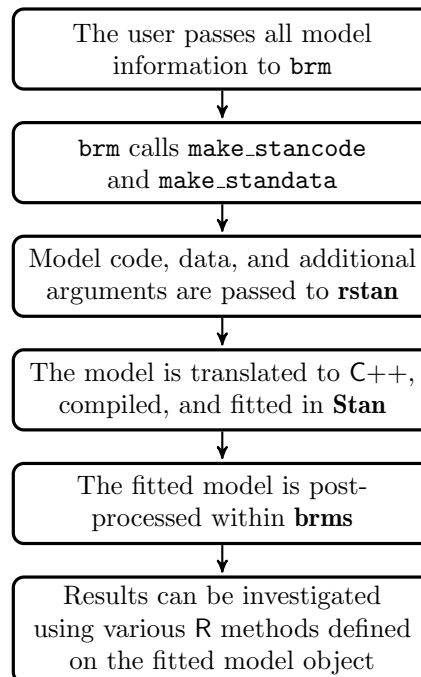 The user passes all model
information to brm
brm calls make_stancode
and make_standata
Model code, data, and additional
arguments are passed to rstan
The model is translated to C++,
compiled, and fitted in Stan
The fitted model is post-
processed within brms
Results can be investigated
using various R methods defined
on the fitted model object